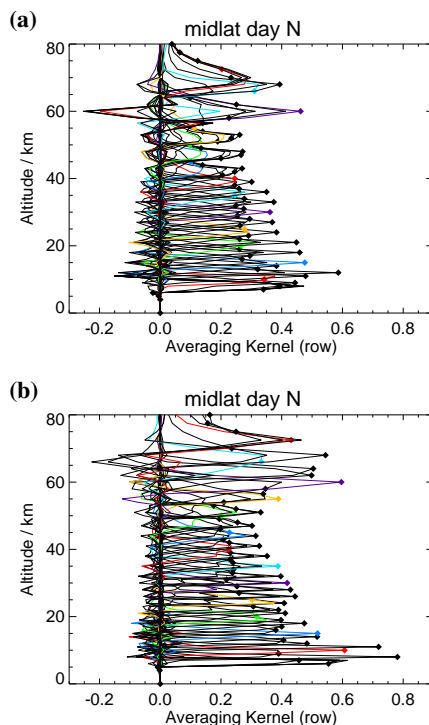 (a)
midlat day N
80
60
40
20
0
Altitude / km
-0.2 0.0 0.2 0.4 0.6 0.8
Averaging Kernel (row)
(b)
midlat day N
80
60
40
20
0
Altitude / km
-0.2 0.0 0.2 0.4 0.6 0.8
Averaging Kernel (row)